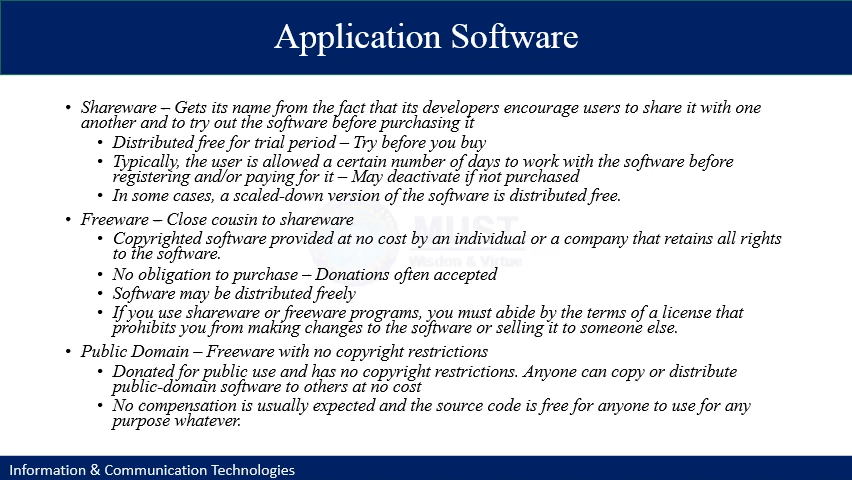 Application Software
• Shareware – Gets its name from the fact that its developers encourage users to share it with one
another and to try out the software before purchasing it
• Distributed free for trial period – Try before you buy
• Typically, the user is allowed a certain number of days to work with the software before
registering and/or paying for it – May deactivate if not purchased
• In some cases, a scaled-down version of the software is distributed free.
• Freeware – Close cousin to shareware
• Copyrighted software provided at no cost by an individual or a company that retains all rights
to the software.
• No obligation to purchase – Donations often accepted
• Software may be distributed freely
• If you use shareware or freeware programs, you must abide by the terms of a license that
prohibits you from making changes to the software or selling it to someone else.
• Public Domain – Freeware with no copyright restrictions
• Donated for public use and has no copyright restrictions. Anyone can copy or distribute
public-domain software to others at no cost
• No compensation is usually expected and the source code is free for anyone to use for any
purpose whatever.
MUST
Wisdom & Virtue
Information & Communication Technologies